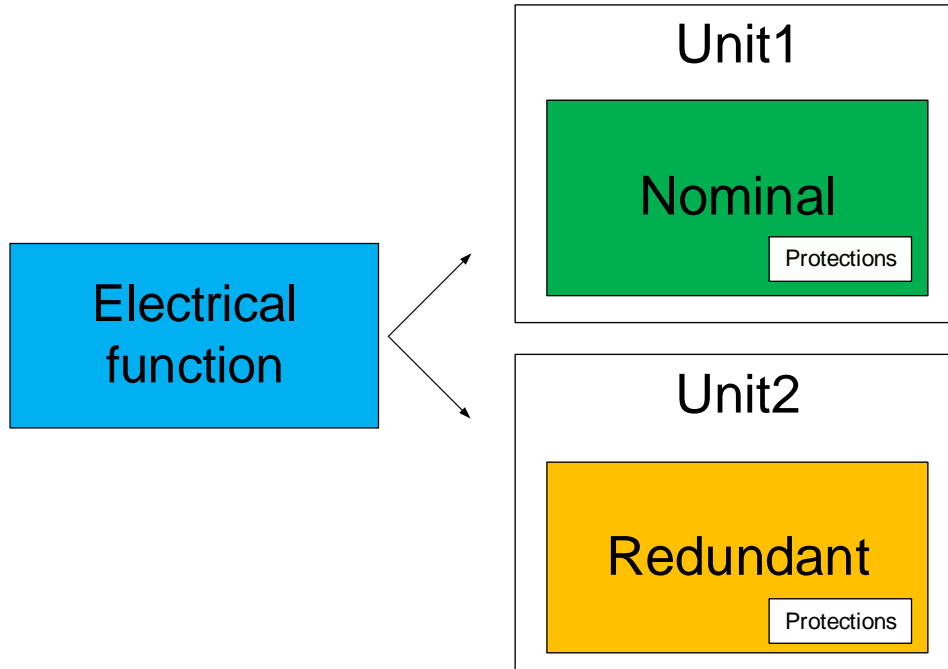 Unit1
Nominal
Protections
Electrical
function
Unit2
Redundant
Protections